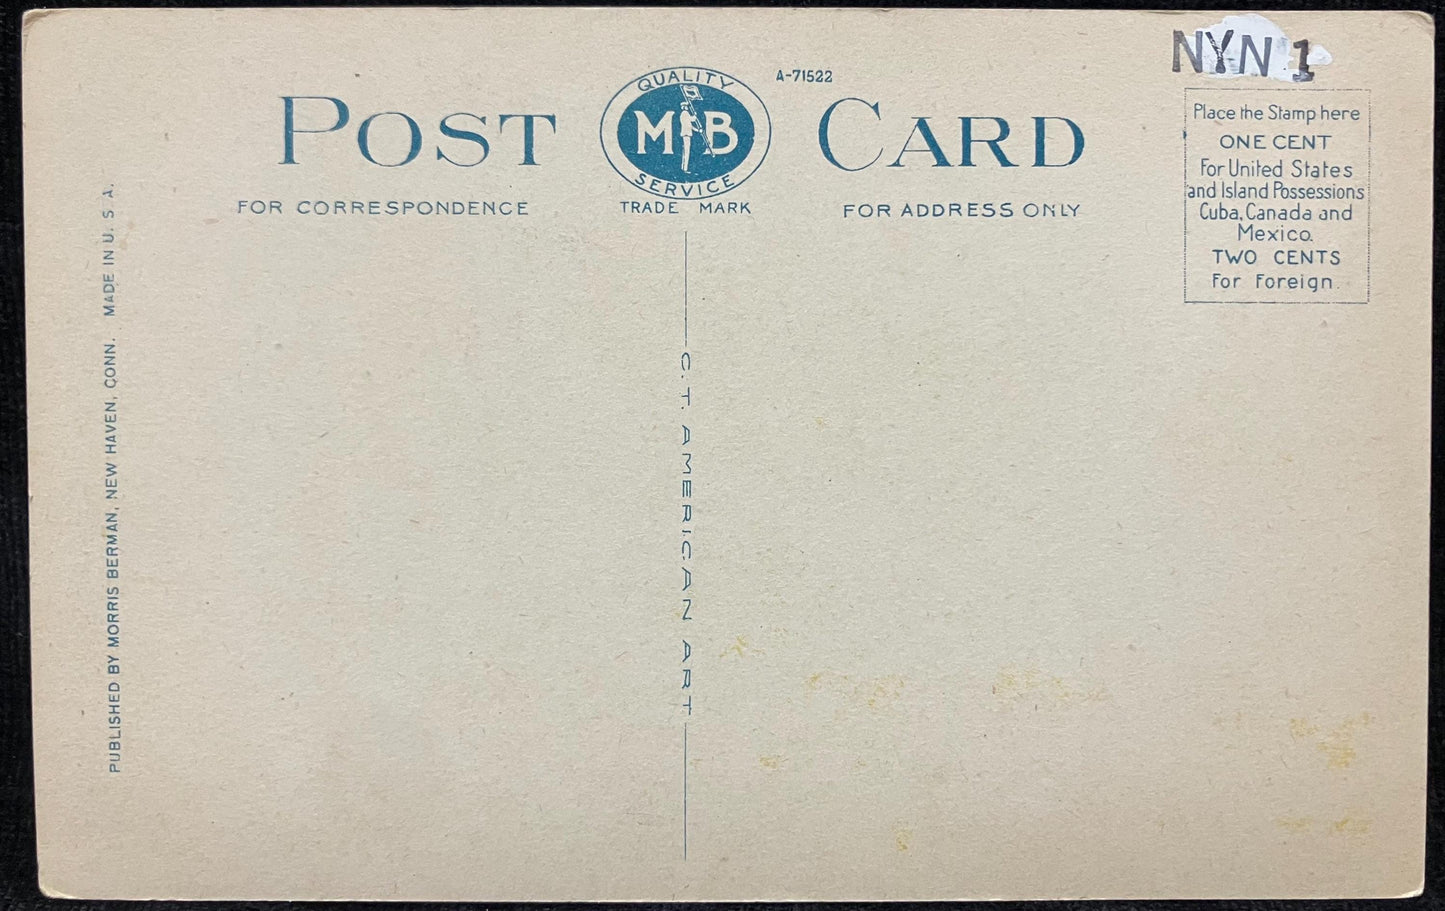 NYN 1
A-71522
POST CARD
QUALITY
MB
SERVICE
TRADE MARK
FOR CORRESPONDENCE
FOR ADDRESS ONLY
Place the Stamp here
ONE CENT
For United States
and Island Possessions
Cuba, Canada and
Mexico.
TWO CENTS
For Foreign.
C.T. AMERICAN ART
PUBLISHED BY MORRIS BERMAN, NEW HAVEN, CONN. MADE IN U. S. A.